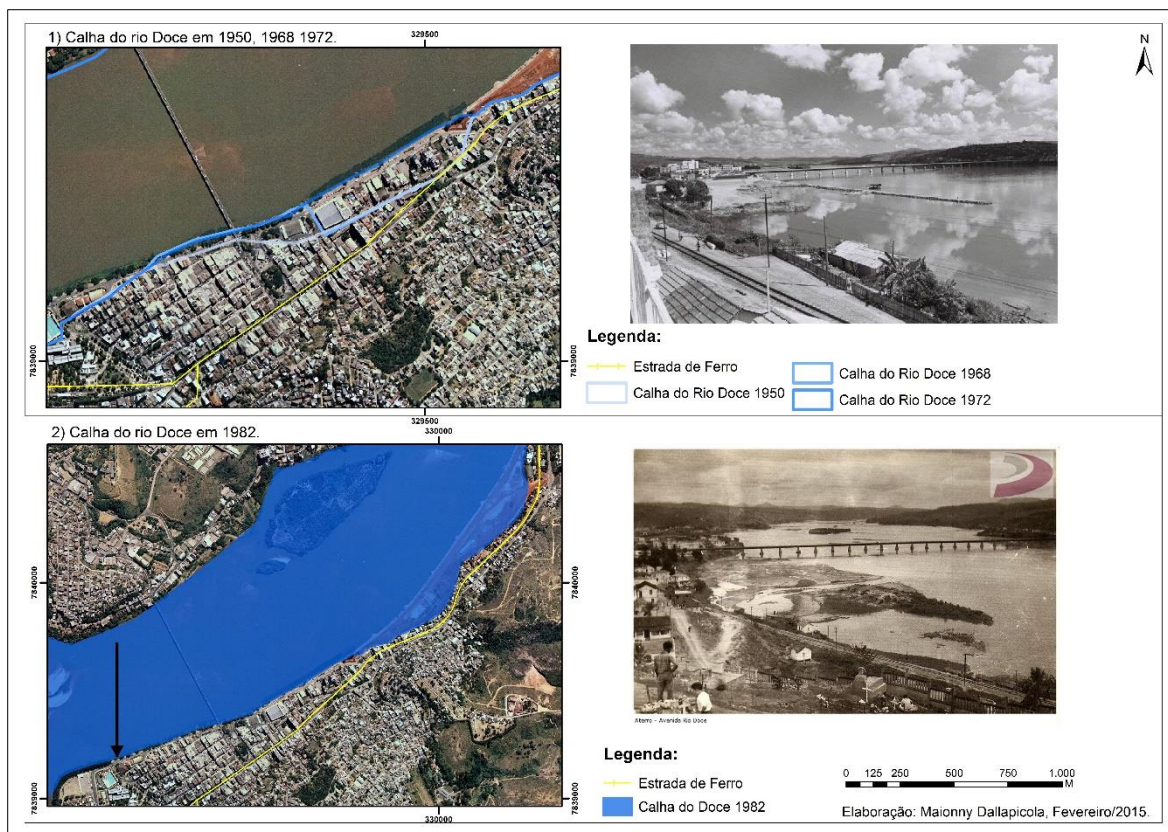 1) Calha do rio Doce em 1950, 1968 1972.
329500
N
7839000
7839000
329500
Legenda:
Estrada de Ferro
Calha do Rio Doce 1950
Calha do Rio Doce 1968
Calha do Rio Doce 1972
2) Calha do rio Doce em 1982.
330000
7840000
7840000
7839000
7839000
330000
Aterro - Avenida Rio Doce
Legenda:
Estrada de Ferro
Calha do Doce 1982
0 125 250 500 750 1.000
M
Elaboração: Maionny Dallapicola, Fevereiro/2015.